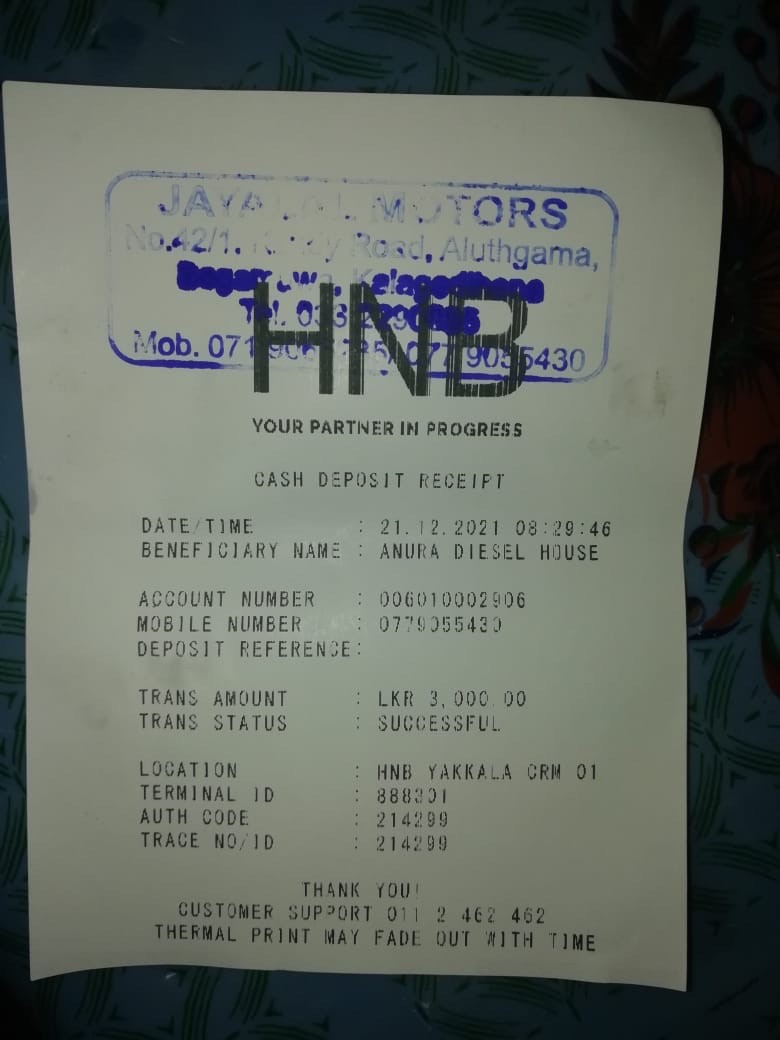 JAYA MOTORS
No.42/1, Road, Aluthgama,
Tel. 033
Mob. 071 077 9055430
HNB
YOUR PARTNER IN PROGRESS
CASH DEPOSIT RECEIPT
DATE/TIME : 21.12.2021 08:29:46
BENEFICIARY NAME : ANURA DIESEL HOUSE
ACCOUNT NUMBER : 006010002906
MOBILE NUMBER : 0779055430
DEPOSIT REFERENCE:
TRANS AMOUNT : LKR 3,000.00
TRANS STATUS : SUCCESSFUL
LOCATION : HNB YAKKALA CRM 01
TERMINAL ID : 888301
AUTH CODE : 214299
TRACE NO/ID : 214299
THANK YOU!
CUSTOMER SUPPORT 011 2 462 462
THERMAL PRINT MAY FADE OUT WITH TIME